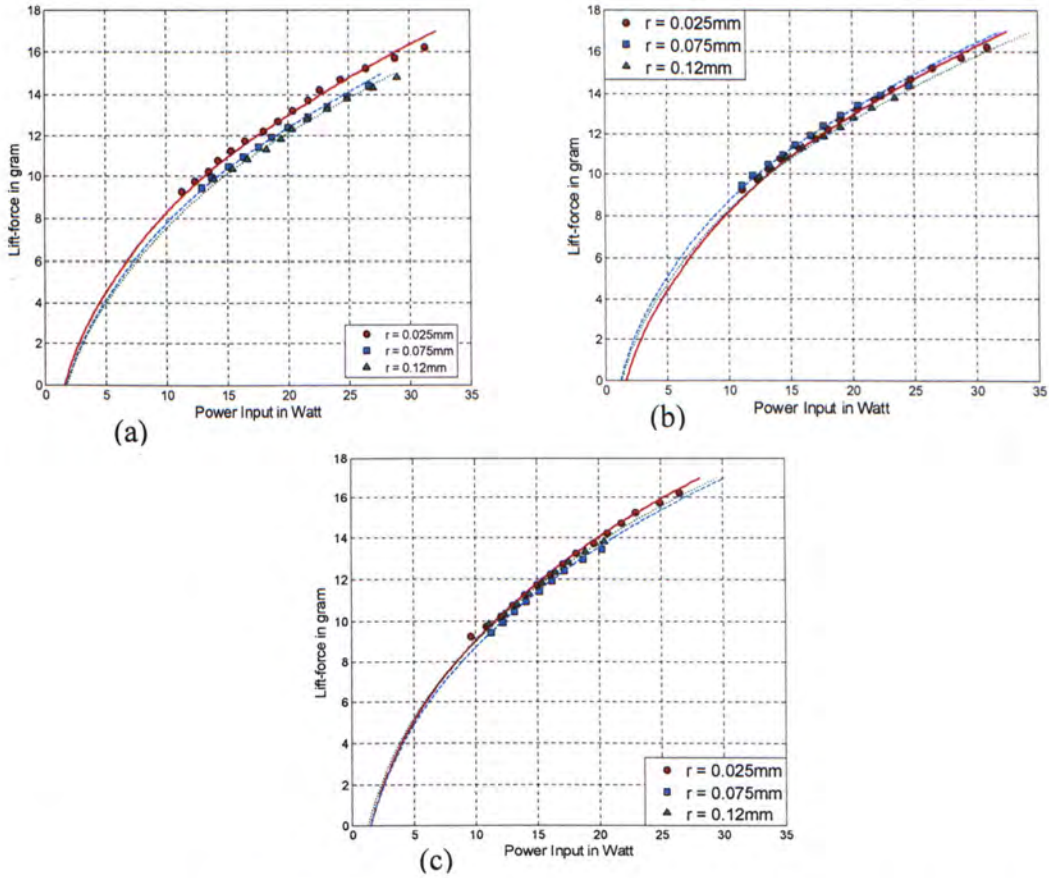 18
16
14
12
10
8
6
4
2
0
Lift-force in gram
r = 0.025mm
r = 0.075mm
r = 0.12mm
0 5 10 15 20 25 30 35
Power Input in Watt
(a)
18
16
14
12
10
8
6
4
2
0
Lift-force in gram
r = 0.025mm
r = 0.075mm
r = 0.12mm
0 5 10 15 20 25 30 35
Power Input in Watt
(b)
18
16
14
12
10
8
6
4
2
0
Lift-force in gram
r = 0.025mm
r = 0.075mm
r = 0.12mm
0 5 10 15 20 25 30 35
Power Input in Watt
(c)